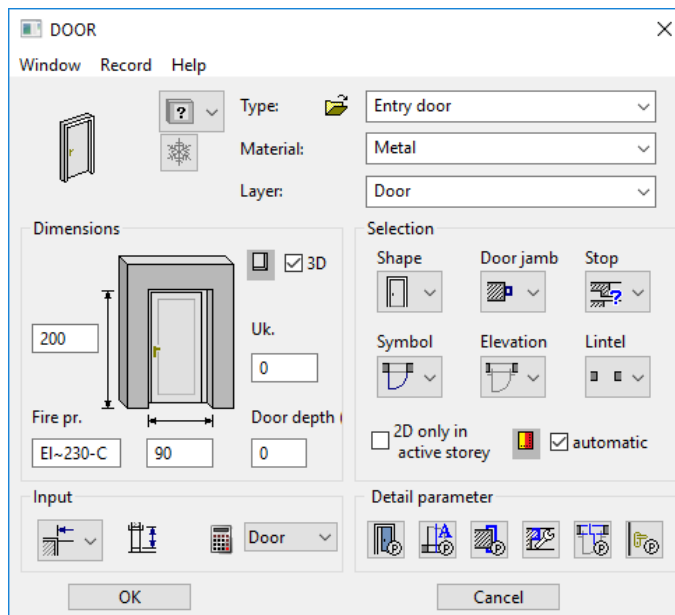 DOOR
Window Record Help
Type: Entry door
Material: Metal
Layer: Door
Dimensions
3D
200
Uk.
0
Fire pr.
Door depth (
EI~230-C
90
0
Selection
Shape Door jamb Stop
Symbol Elevation Lintel
2D only in
active storey
automatic
Input
Door
Detail parameter
OK
Cancel